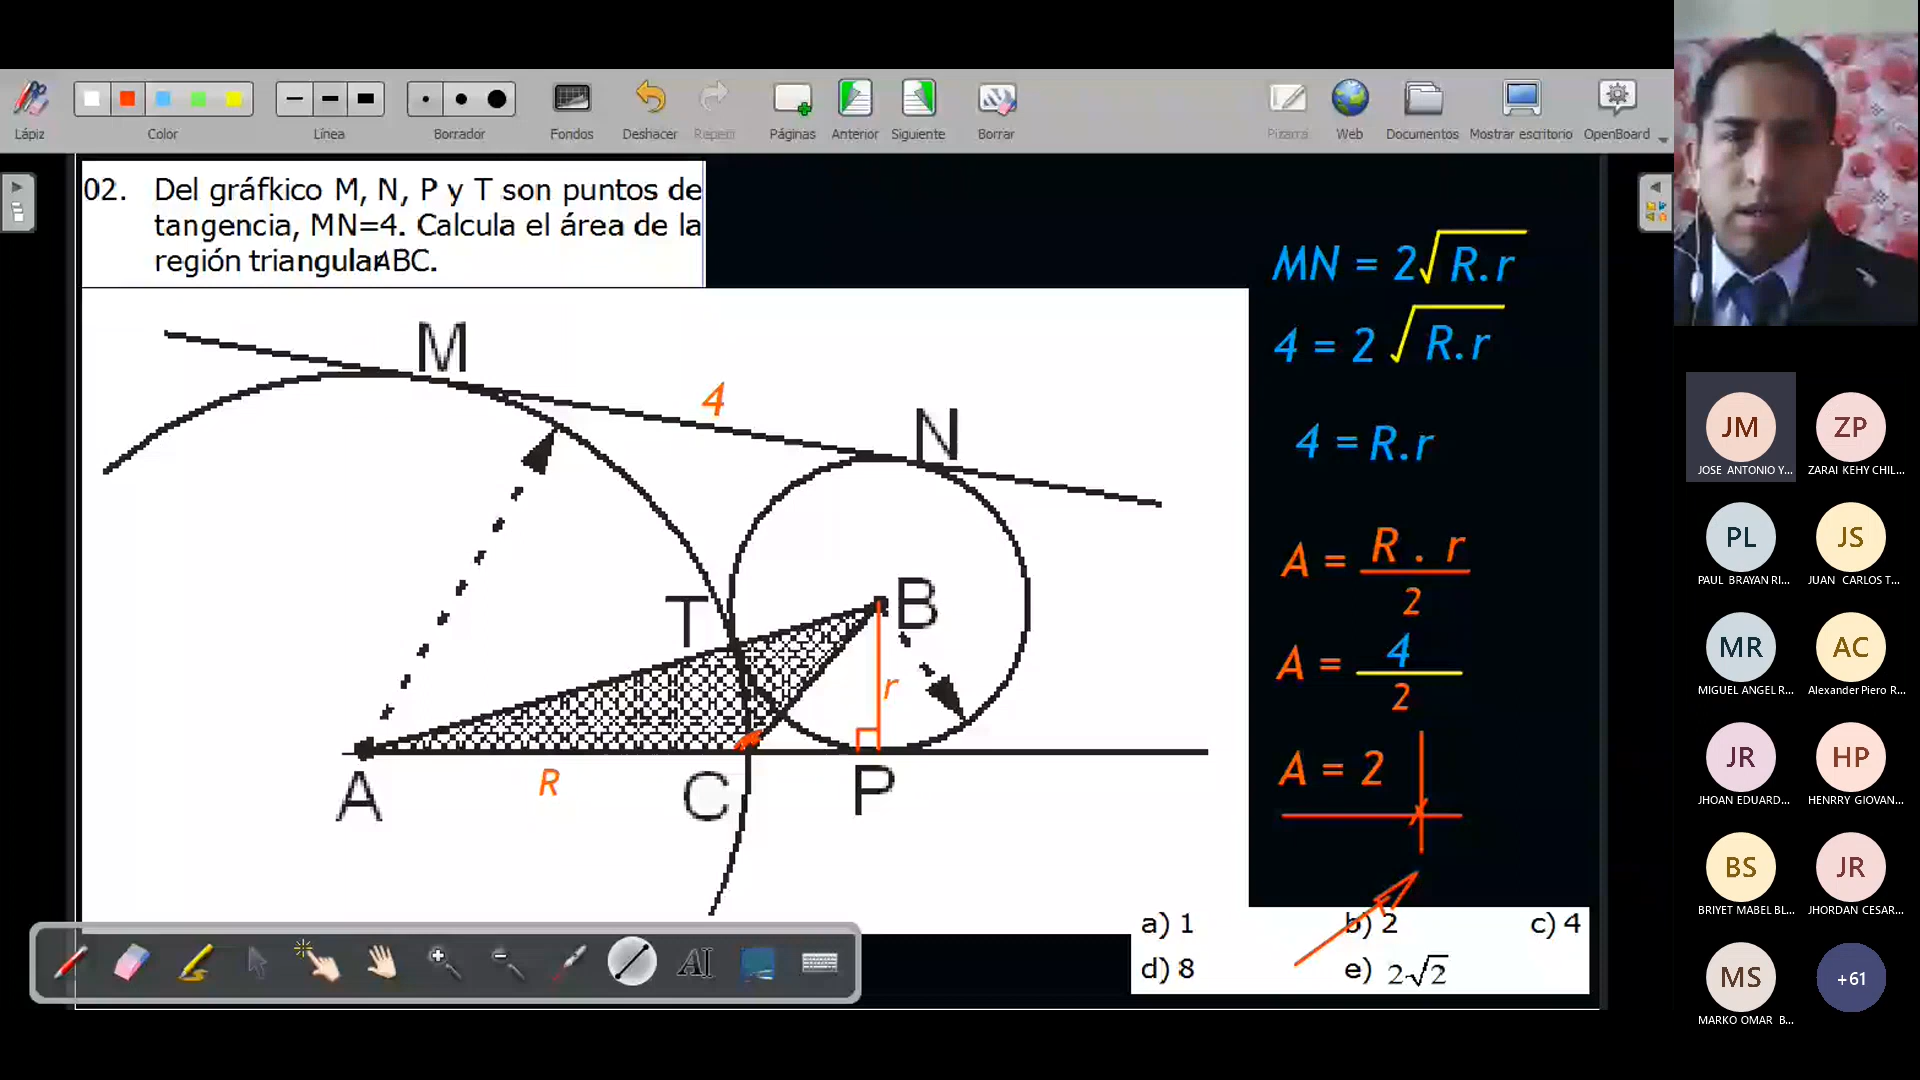 Lápiz
Color
Línea
Borrador
Fondos
Deshacer
Repetir
Páginas
Anterior
Siguiente
Borrar
Pizarra
Web
Documentos
Mostrar escritorio
OpenBoard
02. Del gráfkico M, N, P y T son puntos de
tangencia, MN=4. Calcula el área de la
región triangularABC.
M
4
N
T
B
r
A
R
C
P
MN = 2√R.r
4 = 2√R.r
4 = R.r
A = R . r / 2
A = 4 / 2
A = 2
a) 1 b) 2 c) 4
d) 8 e) 2√2
AI
JM
JOSE ANTONIO Y...
ZP
ZARAI KEHY CHIL...
PL
PAUL BRAYAN RI...
JS
JUAN CARLOS T...
MR
MIGUEL ANGEL R...
AC
Alexander Piero R...
JR
JHOAN EDUARD...
HP
HENRRY GIOVAN...
BS
BRIYET MABEL BL...
JR
JHORDAN CESAR...
MS
MARKO OMAR B...
+61